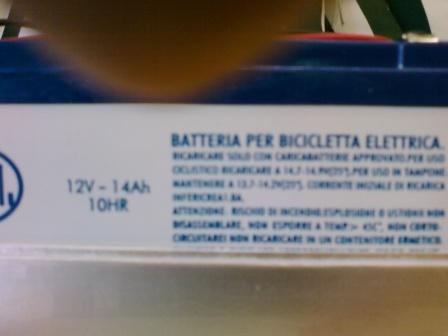 BATTERIA PER BICICLETTA ELETTRICA.
RICARICARE SOLO CON CARICABATTERIE APPROVATO.PER USO
CICLISTICO RICARICARE A 14,7-14,9V(25°).PER USO IN TAMPONE
MANTENERE A 13,7-14,2V(25°). CORRENTE INIZIALE DI RICARICA
INFERIORE A 1.8A.
ATTENZIONE. RISCHIO DI INCENDIO.ESPLOSIONE O USTIONI NON
DISASSEMBLARE, NON ESPORRE A TEMP> 45C°, NON CORTO-
CIRCUITARE! NON RICARICARE IN UN CONTENITORE ERMETICO
12V – 14Ah
10HR